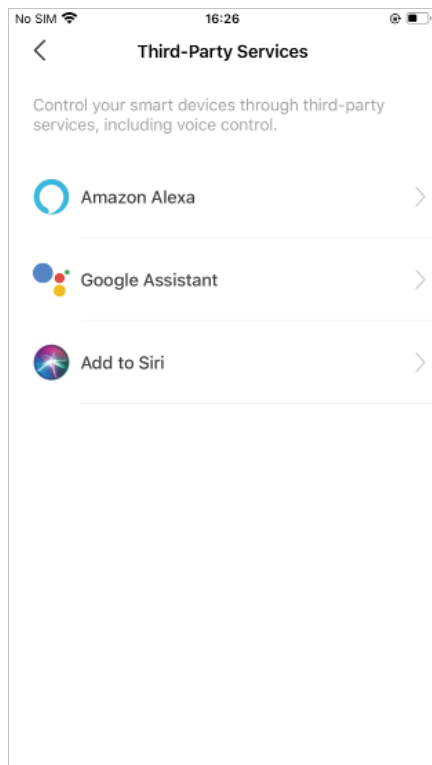 No SIM 16:26
Third-Party Services
Control your smart devices through third-party
services, including voice control.
Amazon Alexa
Google Assistant
Add to Siri